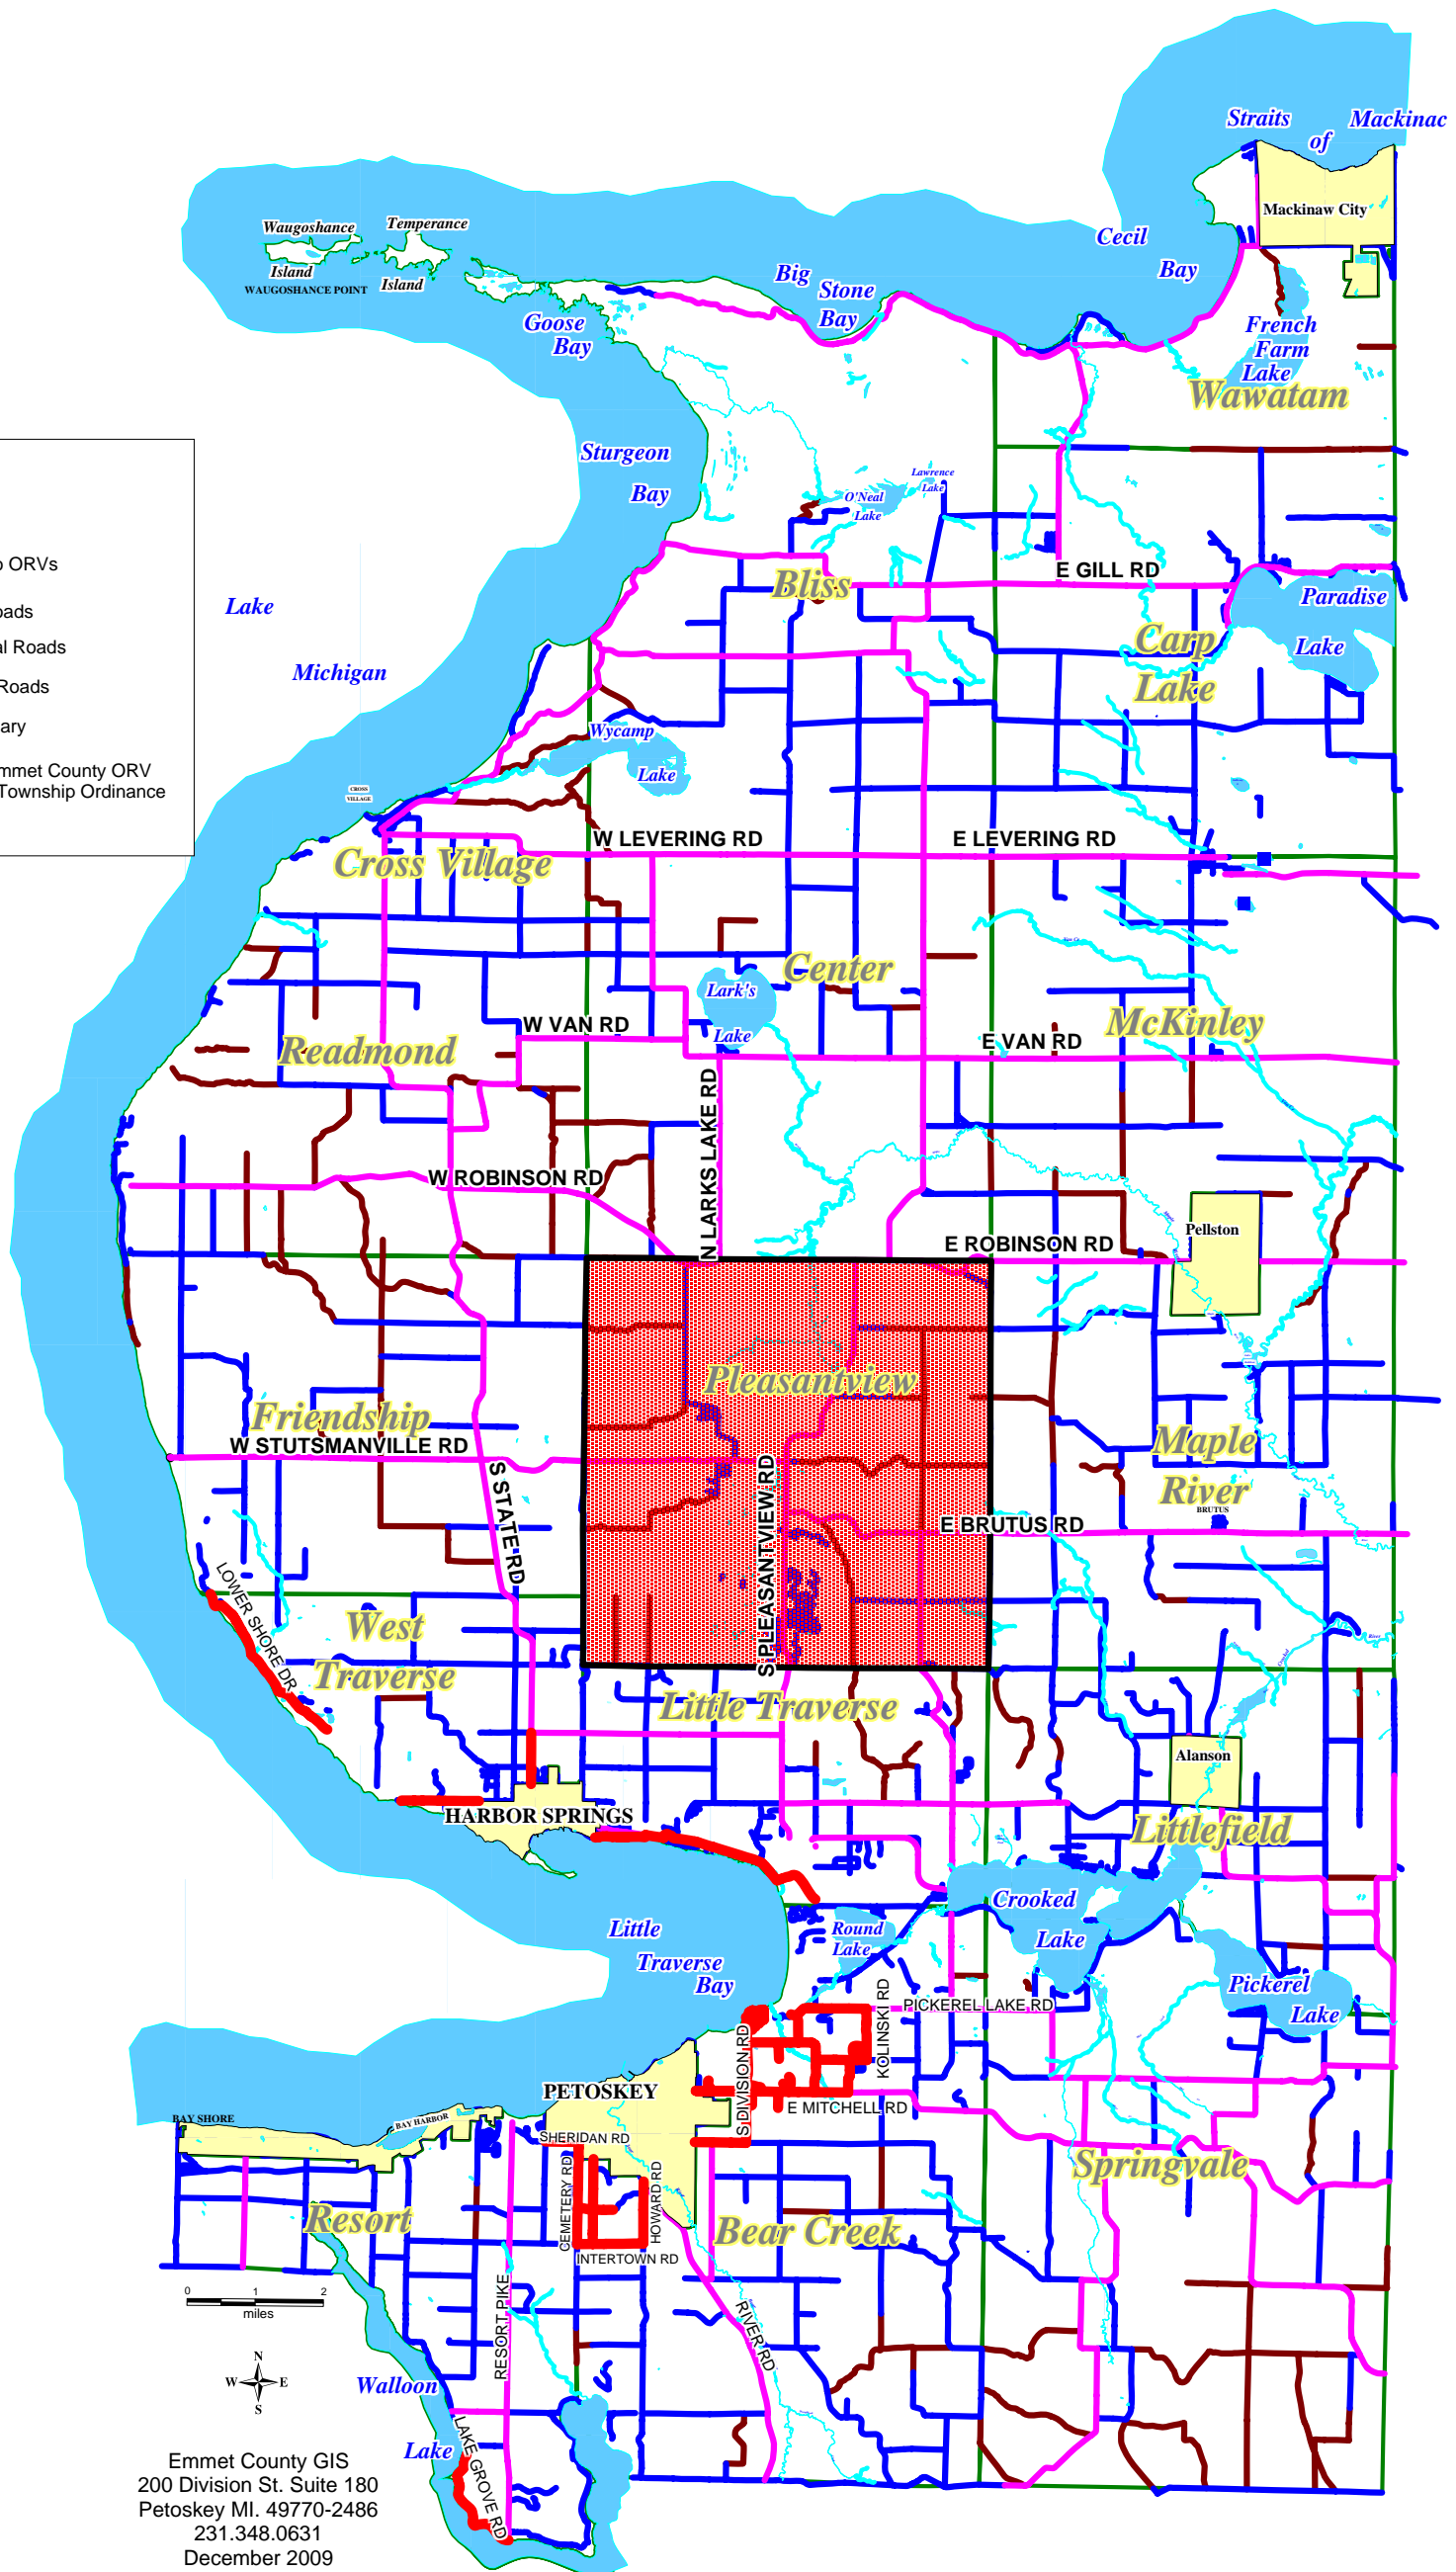 Straits
of
Mackinac
Mackinaw City
Waugoshance
Island
Temperance
Island
WAUGOSHANCE POINT
Cecil
Bay
Big
Stone
Bay
Goose
Bay
French
Farm
Lake
Wawatam
Sturgeon
Bay
Lawrence
Lake
O'Neal
Lake
ORVs
Roads
Roads
mmet County ORV
Township Ordinance
E GILL RD
Bliss
Paradise
Lake
Carp
Lake
Lake
Michigan
Wycamp
Lake
CROSS
VILLAGE
W LEVERING RD
E LEVERING RD
Cross Village
Center
Lark's
Lake
McKinley
W VAN RD
E VAN RD
Readmond
N LARKS LAKE RD
W ROBINSON RD
Pellston
E ROBINSON RD
Pleasantview
Friendship
W STUTSMANVILLE RD
Maple
River
BRUTUS
S STATE RD
S PLEASANTVIEW RD
E BRUTUS RD
LOWER SHORE DR
West
Traverse
Little Traverse
Alanson
HARBOR SPRINGS
Littlefield
Crooked
Lake
Round
Lake
Little
Traverse
Bay
Pickerel
Lake
PICKEREL LAKE RD
KOLINSKI RD
S DIVISION RD
PETOSKEY
E MITCHELL RD
BAY SHORE
BAY HARBOR
SHERIDAN RD
CEMETERY RD
HOWARD RD
Springvale
Resort
Bear Creek
INTERTOWN RD
0 1 2
miles
RESORT PIKE
RIVER RD
N
W E
S
Walloon
Lake
LAKE GROVE RD
Emmet County GIS
200 Division St. Suite 180
Petoskey MI. 49770-2486
231.348.0631
December 2009